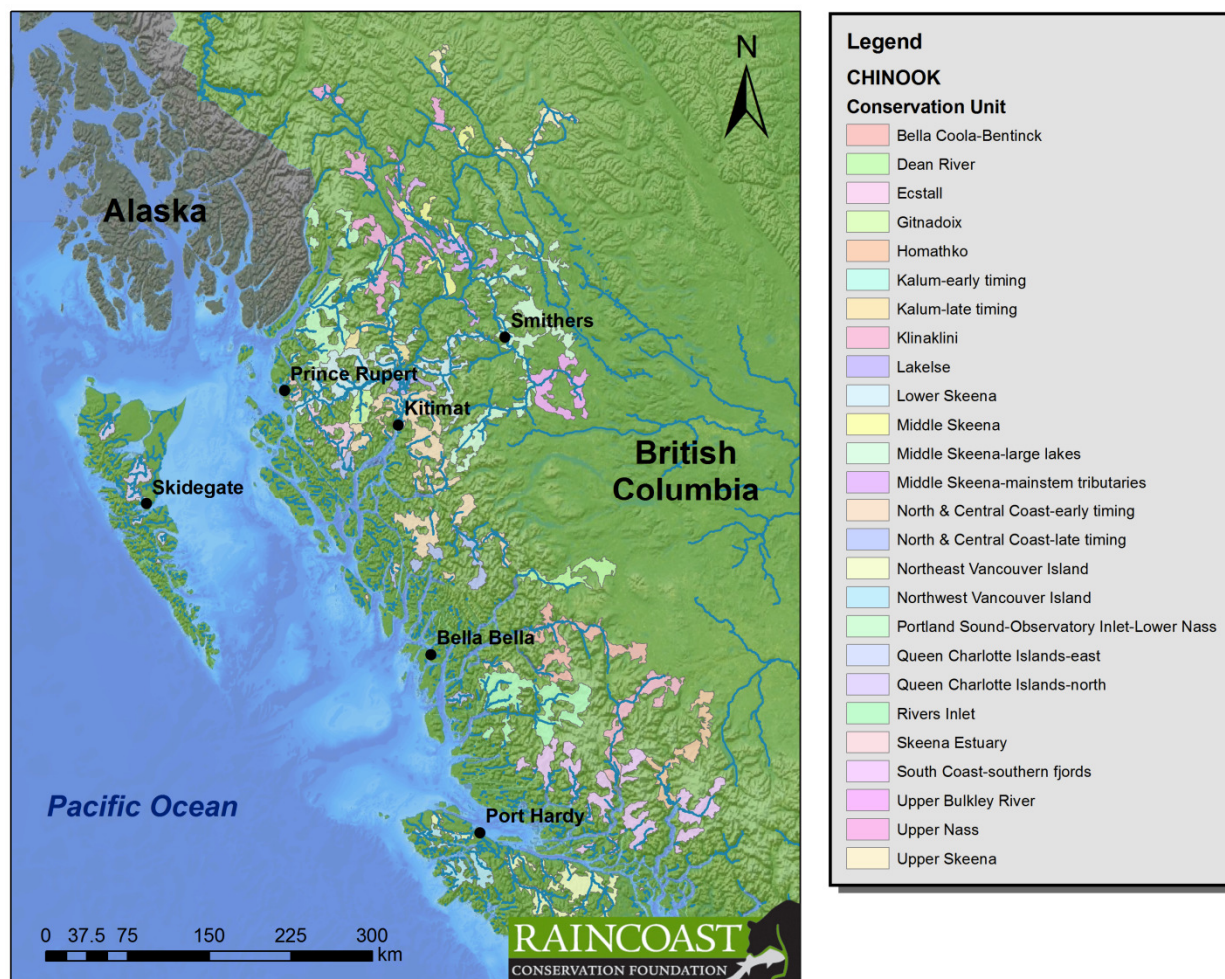 N
Alaska
Smithers
Prince Rupert
Kitimat
British
Columbia
Skidegate
Bella Bella
Pacific Ocean
Port Hardy
0 37.5 75 150 225 300
km
RAINCOAST
CONSERVATION FOUNDATION
Legend
CHINOOK
Conservation Unit
Bella Coola-Bentinck
Dean River
Ecstall
Gitnadoix
Homathko
Kalum-early timing
Kalum-late timing
Klinaklini
Lakelse
Lower Skeena
Middle Skeena
Middle Skeena-large lakes
Middle Skeena-mainstem tributaries
North & Central Coast-early timing
North & Central Coast-late timing
Northeast Vancouver Island
Northwest Vancouver Island
Portland Sound-Observatory Inlet-Lower Nass
Queen Charlotte Islands-east
Queen Charlotte Islands-north
Rivers Inlet
Skeena Estuary
South Coast-southern fjords
Upper Bulkley River
Upper Nass
Upper Skeena